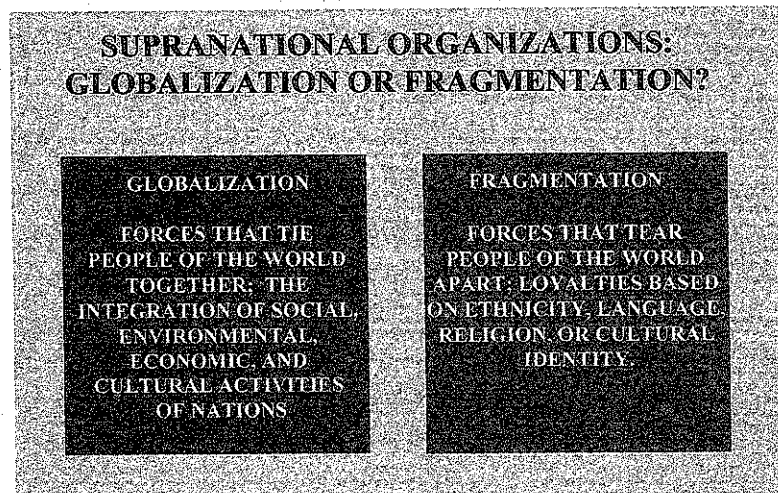 SUPRANATIONAL ORGANIZATIONS:
GLOBALIZATION OR FRAGMENTATION?
GLOBALIZATION
FORCES THAT TIE
PEOPLE OF THE WORLD
TOGETHER: THE
INTEGRATION OF SOCIAL,
ENVIRONMENTAL,
ECONOMIC, AND
CULTURAL ACTIVITIES
OF NATIONS
FRAGMENTATION
FORCES THAT TEAR
PEOPLE OF THE WORLD
APART: LOYALTIES BASED
ON ETHNICITY, LANGUAGE,
RELIGION, OR CULTURAL
IDENTITY.